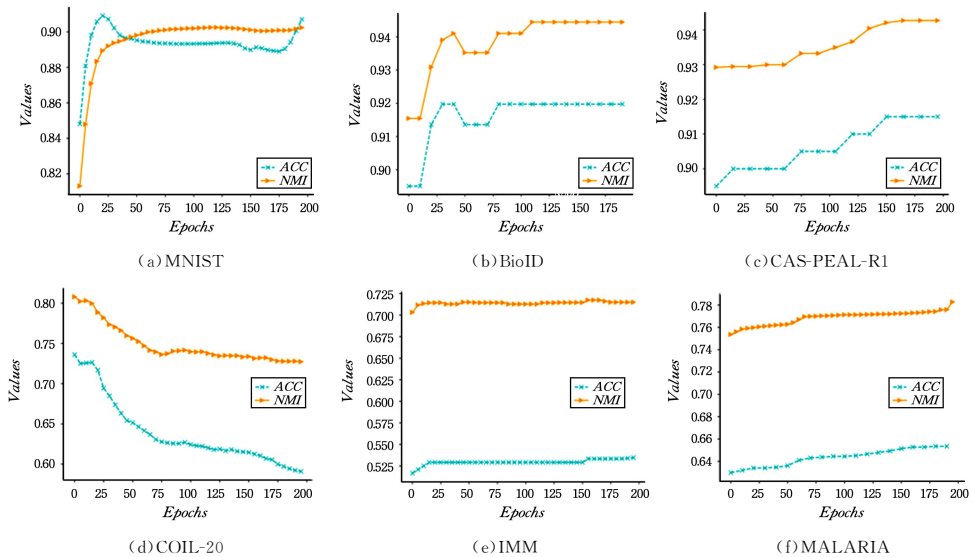 0.90
0.88
0.86
0.84
0.82
Values
ACC
NMI
0 25 50 75 100 125 150 175 200
Epochs
(a) MNIST
0.94
0.93
0.92
0.91
0.90
Values
ACC
NMI
0 25 50 75 100 125 150 175
Epochs
(b) BioID
0.94
0.93
0.92
0.91
0.90
Values
ACC
NMI
0 25 50 75 100 125 150 175 200
Epochs
(c) CAS-PEAL-R1
0.80
0.75
0.70
0.65
0.60
Values
ACC
NMI
0 25 50 75 100 125 150 175 200
Epochs
(d) COIL-20
0.725
0.700
0.675
0.650
0.625
0.600
0.575
0.550
0.525
Values
ACC
NMI
0 25 50 75 100 125 150 175 200
Epochs
(e) IMM
0.78
0.76
0.74
0.72
0.70
0.68
0.66
0.64
Values
ACC
NMI
0 25 50 75 100 125 150 175 200
Epochs
(f) MALARIA